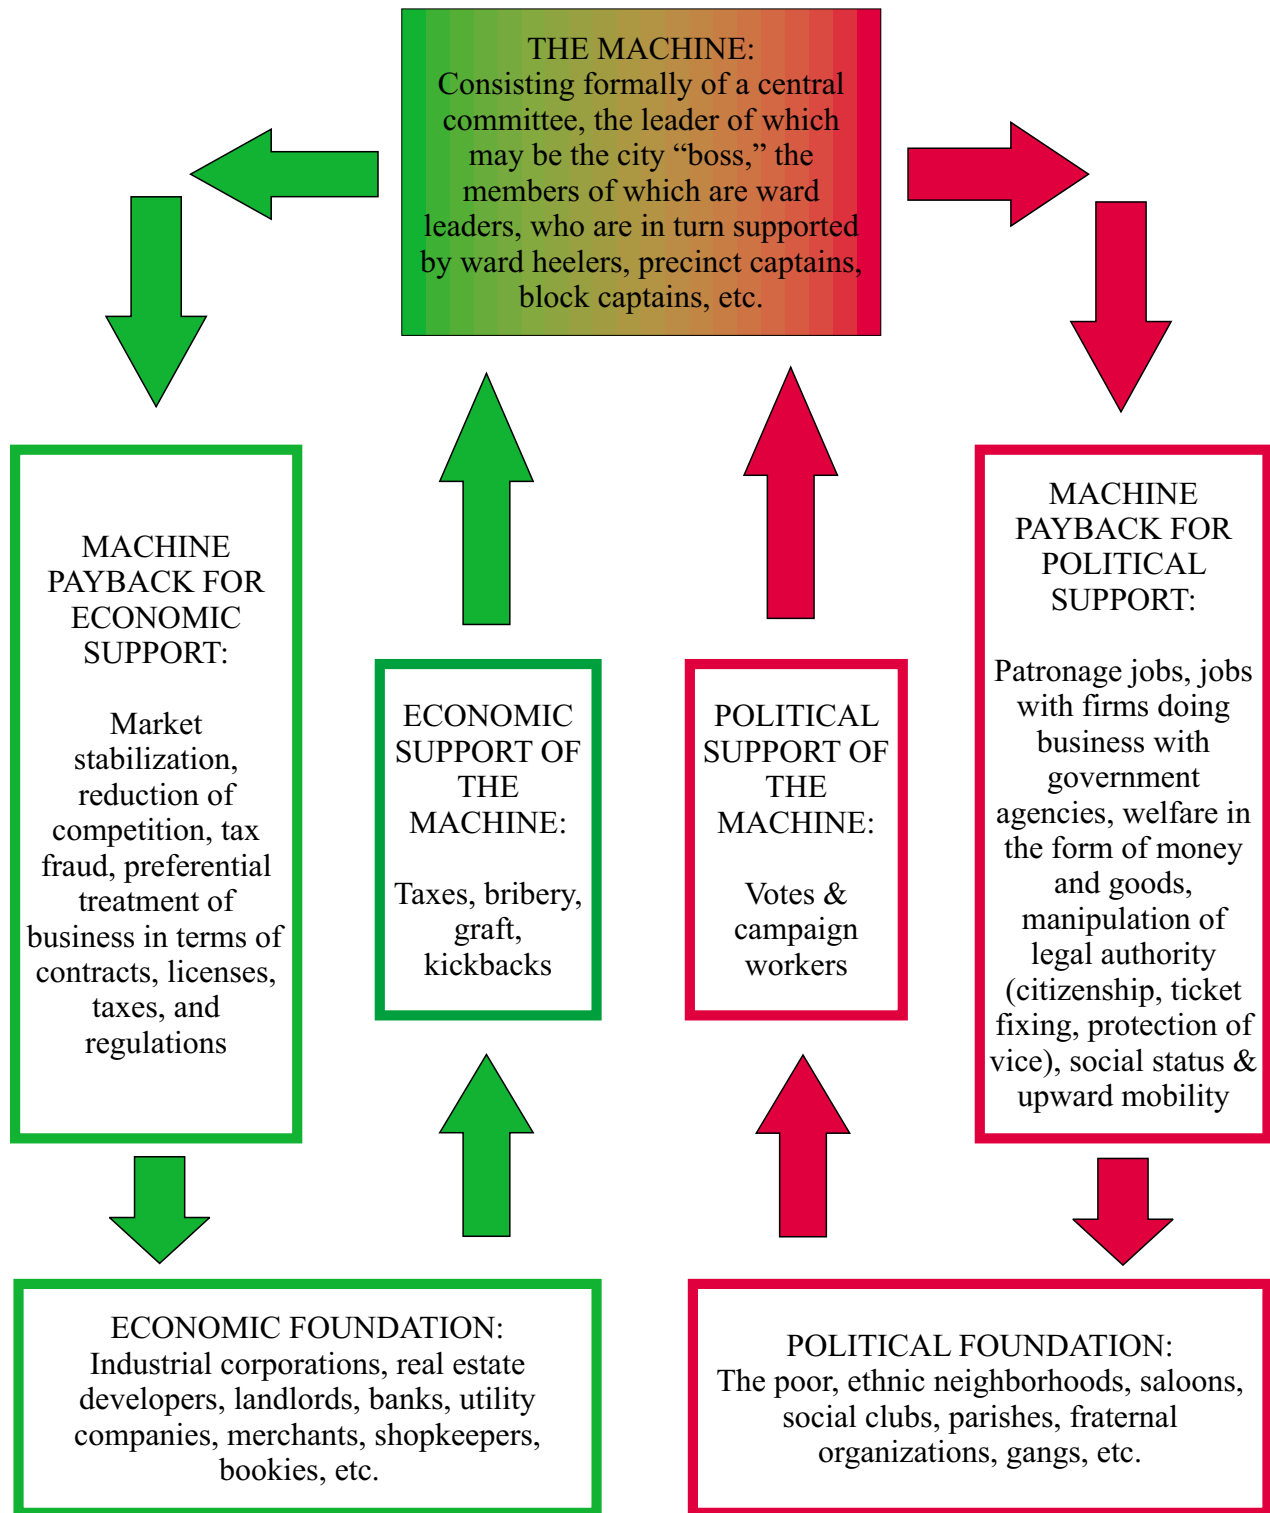 THE MACHINE:
Consisting formally of a central
committee, the leader of which
may be the city “boss,” the
members of which are ward
leaders, who are in turn supported
by ward heelers, precinct captains,
block captains, etc.
MACHINE
PAYBACK FOR
ECONOMIC
SUPPORT:
Market
stabilization,
reduction of
competition, tax
fraud, preferential
treatment of
business in terms of
contracts, licenses,
taxes, and
regulations
ECONOMIC
SUPPORT OF
THE
MACHINE:
Taxes, bribery,
graft,
kickbacks
POLITICAL
SUPPORT OF
THE
MACHINE:
Votes &
campaign
workers
MACHINE
PAYBACK FOR
POLITICAL
SUPPORT:
Patronage jobs, jobs
with firms doing
business with
government
agencies, welfare in
the form of money
and goods,
manipulation of
legal authority
(citizenship, ticket
fixing, protection of
vice), social status &
upward mobility
ECONOMIC FOUNDATION:
Industrial corporations, real estate
developers, landlords, banks, utility
companies, merchants, shopkeepers,
bookies, etc.
POLITICAL FOUNDATION:
The poor, ethnic neighborhoods, saloons,
social clubs, parishes, fraternal
organizations, gangs, etc.